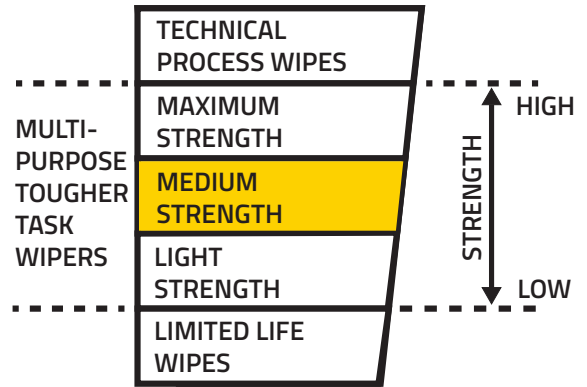 TECHNICAL
PROCESS WIPES
MULTI-
PURPOSE
TOUGHER
TASK
WIPERS
MAXIMUM
STRENGTH
MEDIUM
STRENGTH
LIGHT
STRENGTH
LIMITED LIFE
WIPES
HIGH
STRENGTH
LOW